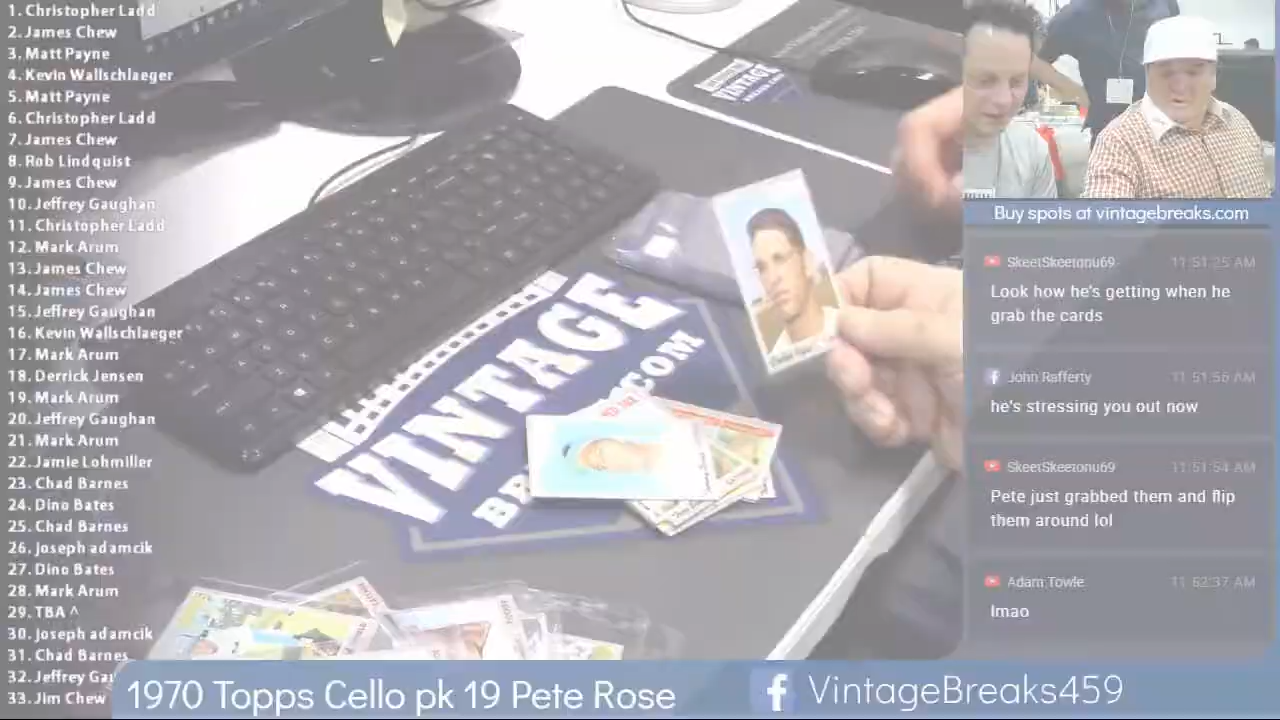 1. Christopher Ladd
2. James Chew
3. Matt Payne
4. Kevin Wallschlaeger
5. Matt Payne
6. Christopher Ladd
7. James Chew
8. Rob Lindquist
9. James Chew
10. Jeffrey Gaughan
11. Christopher Ladd
12. Mark Arum
13. James Chew
14. James Chew
15. Jeffrey Gaughan
16. Kevin Wallschlaeger
17. Mark Arum
18. Derrick Jensen
19. Mark Arum
20. Jeffrey Gaughan
21. Mark Arum
22. Jamie Lohmiller
23. Chad Barnes
24. Dino Bates
25. Chad Barnes
26. Joseph adamcik
27. Dino Bates
28. Mark Arum
29. TBA ^
30. Joseph adamcik
31. Chad Barnes
32. Jeffrey Gau
33. Jim Chew
VINTAGE
VINTAGE
.COM
Buy spots at vintagebreaks.com
SkeetSkeetonu69 11:51:25 AM
Look how he's getting when he
grab the cards
John Rafferty 11:51:56 AM
he's stressing you out now
SkeetSkeetonu69 11:51:54 AM
Pete just grabbed them and flip
them around lol
Adam Towle 11:52:37 AM
lmao
1970 Topps Cello pk 19 Pete Rose
VintageBreaks459